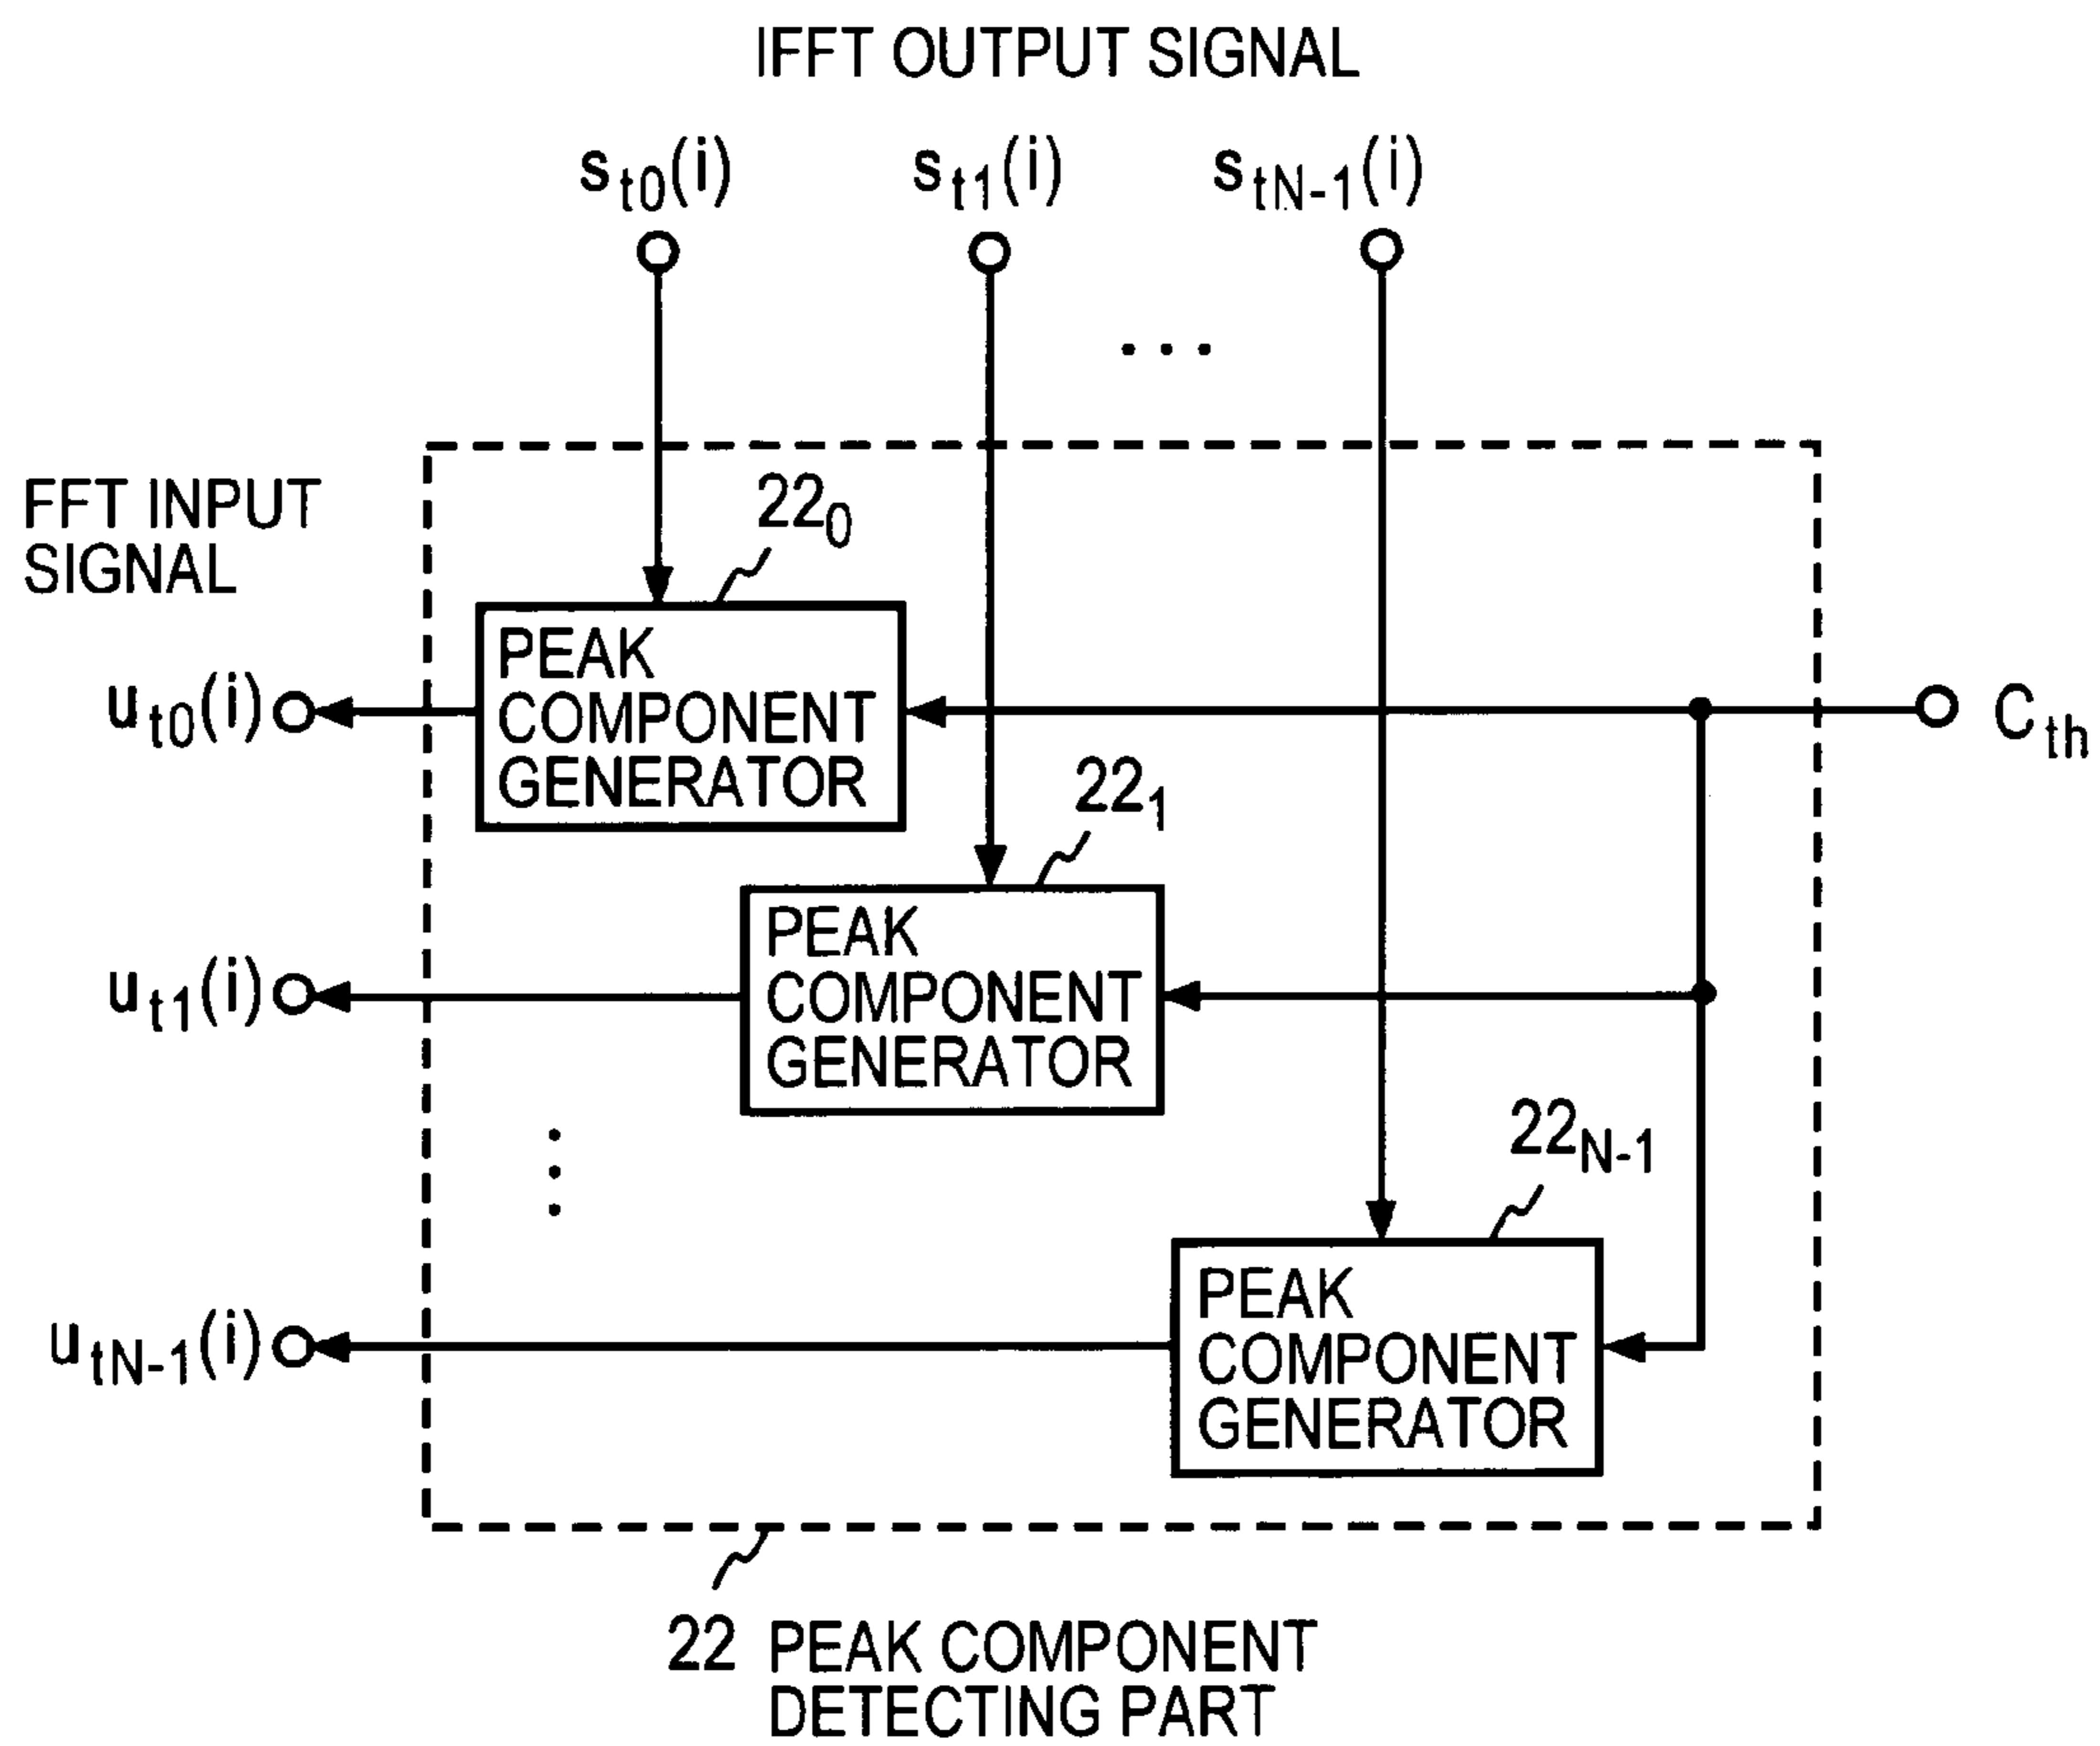 IFFT OUTPUT SIGNAL
s_t0(i) s_t1(i) s_tN-1(i)
. . .
FFT INPUT
SIGNAL
22_0
PEAK
COMPONENT
GENERATOR
u_t0(i)
C_th
22_1
PEAK
COMPONENT
GENERATOR
u_t1(i)
22_N-1
PEAK
COMPONENT
GENERATOR
u_tN-1(i)
22 PEAK COMPONENT
DETECTING PART